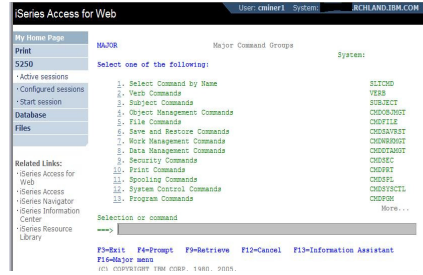 iSeries Access for Web
User: cminer1 System: .RCHLAND.IBM.COM
My Home Page
Print
5250
· Active sessions
· Configured sessions
· Start session
Database
Files
Related Links:
· iSeries Access for Web
· iSeries Access
· iSeries Navigator
· iSeries Information Center
· iSeries Resource Library
MAJOR Major Command Groups
System:
Select one of the following:
1. Select Command by Name SLTCMD
2. Verb Commands VERB
3. Subject Commands SUBJECT
4. Object Management Commands CMDOBJMGT
5. File Commands CMDFILE
6. Save and Restore Commands CMDSAVRST
7. Work Management Commands CMDWRKMGT
8. Data Management Commands CMDDTAMGT
9. Security Commands CMDSEC
10. Print Commands CMDPRT
11. Spooling Commands CMDSPL
12. System Control Commands CMDSYSCTL
13. Program Commands CMDPGM
More...
Selection or command
===>
F3=Exit F4=Prompt F9=Retrieve F12=Cancel F13=Information Assistant
F16=Major menu
(C) COPYRIGHT IBM CORP. 1980, 2005.